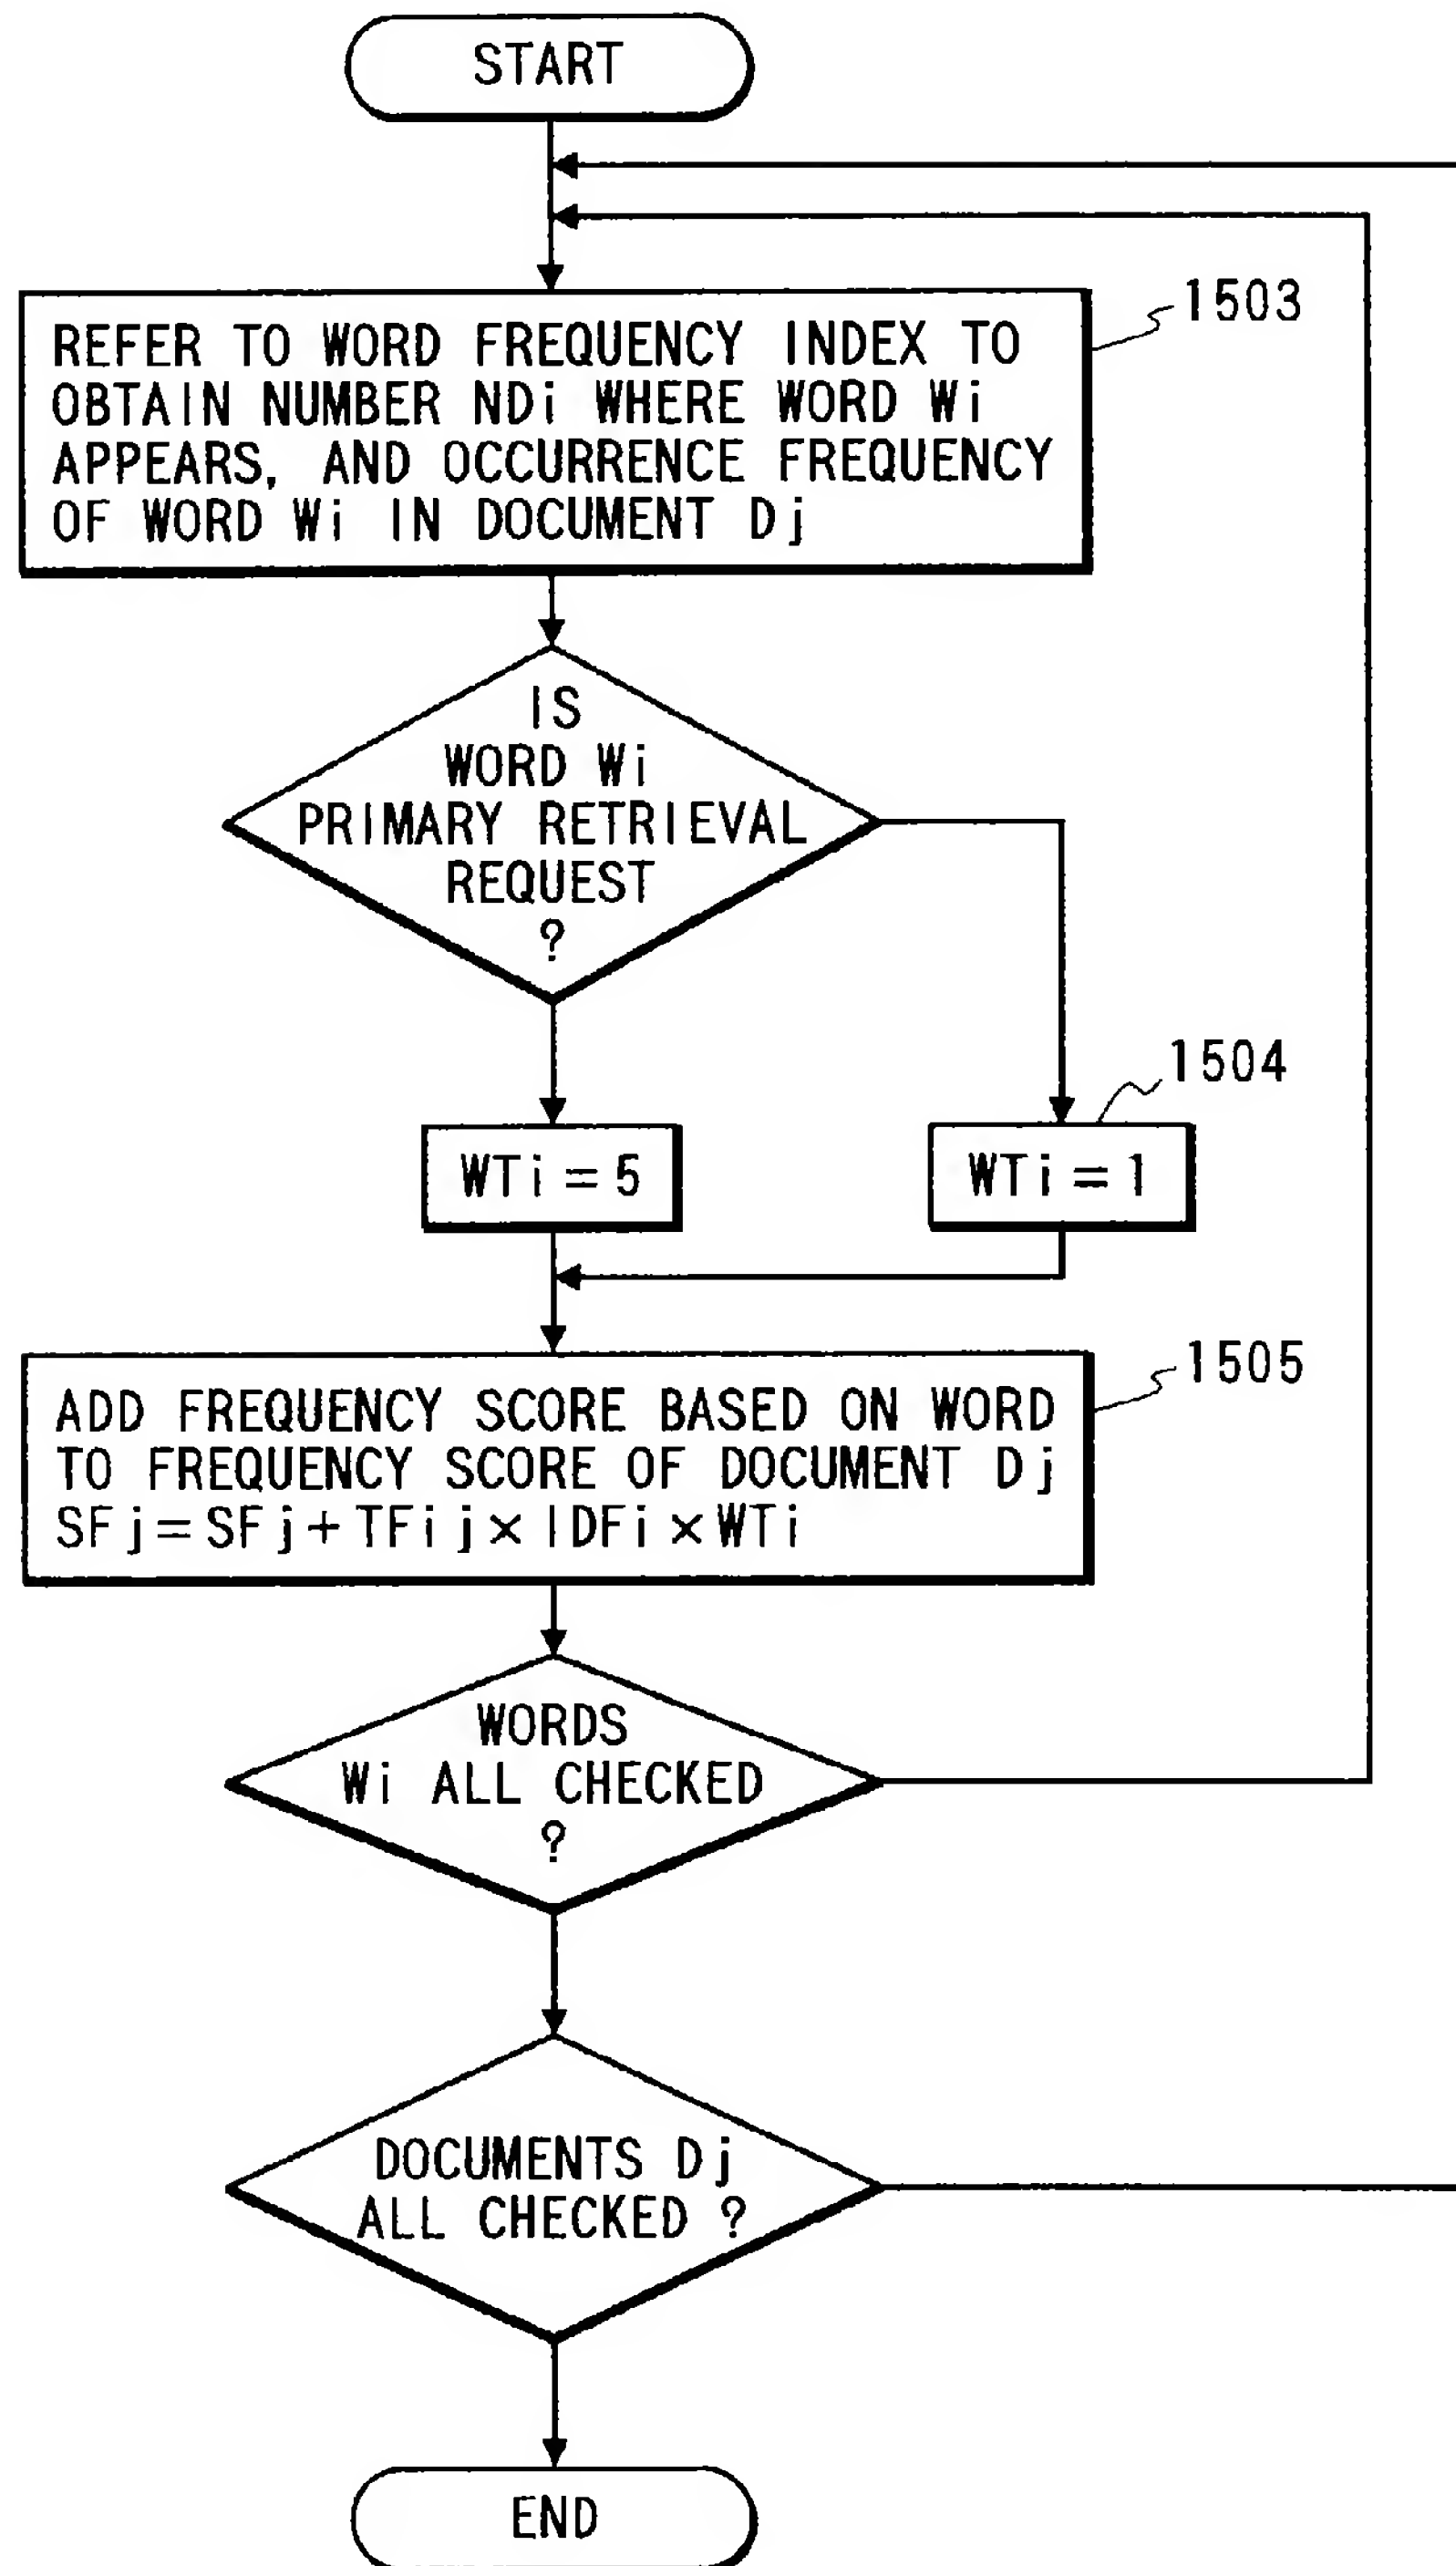 START
1503
REFER TO WORD FREQUENCY INDEX TO
OBTAIN NUMBER NDi WHERE WORD Wi
APPEARS, AND OCCURRENCE FREQUENCY
OF WORD Wi IN DOCUMENT Dj
IS
WORD Wi
PRIMARY RETRIEVAL
REQUEST
?
1504
WTi = 5
WTi = 1
1505
ADD FREQUENCY SCORE BASED ON WORD
TO FREQUENCY SCORE OF DOCUMENT Dj
SFj=SFj+TFij×IDFi×WTi
WORDS
Wi ALL CHECKED
?
DOCUMENTS Dj
ALL CHECKED ?
END